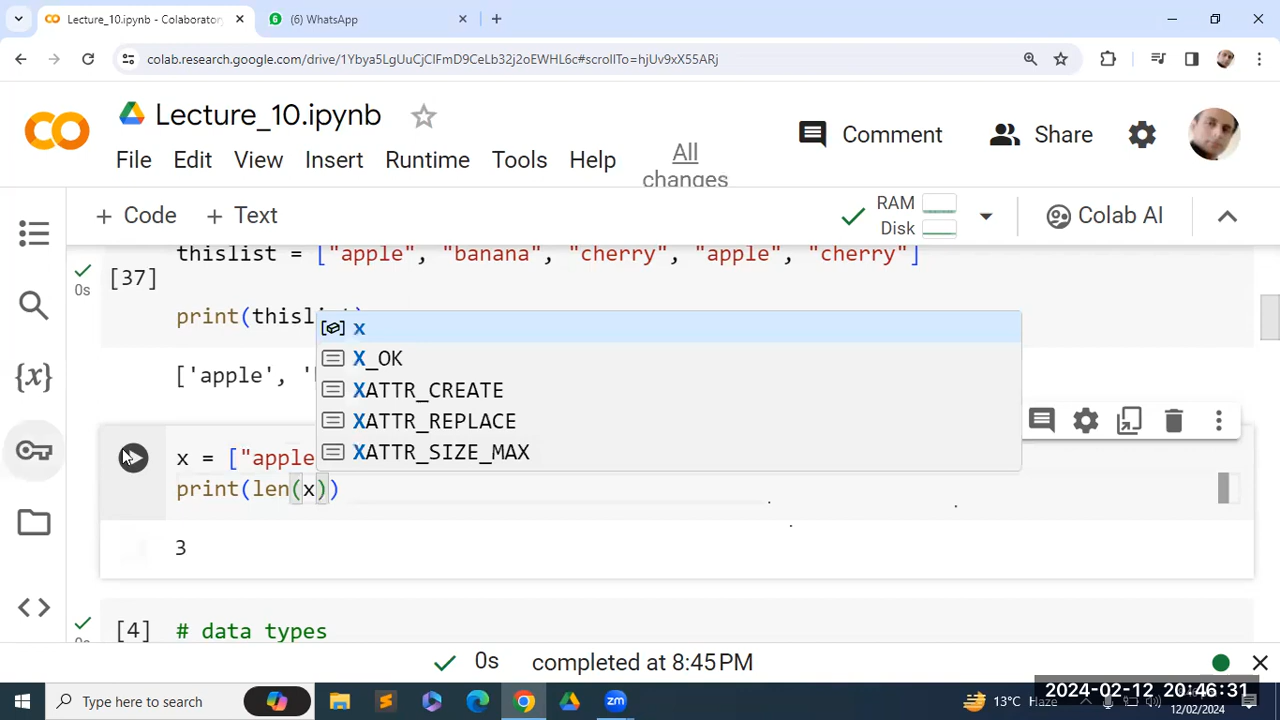 Lecture_10.ipynb - Colaborator
(6) WhatsApp
colab.research.google.com/drive/1Ybya5LgUuCjCIFmD9CeLb32j2oEWHL6c#scrollTo=hjUv9xX55ARj
Lecture_10.ipynb
Comment
Share
File Edit View Insert Runtime Tools Help All changes
+ Code + Text
RAM
Disk
Colab AI
thislist = ["apple", "banana", "cherry", "apple", "cherry"]
[37]
0s
print(thisl
x
X_OK
['apple', '
XATTR_CREATE
XATTR_REPLACE
XATTR_SIZE_MAX
x = ["apple
print(len(x))
3
[4] # data types
0s completed at 8:45 PM
Type here to search
13°C Haze
2024-02-12 20:46:31
12/02/2024